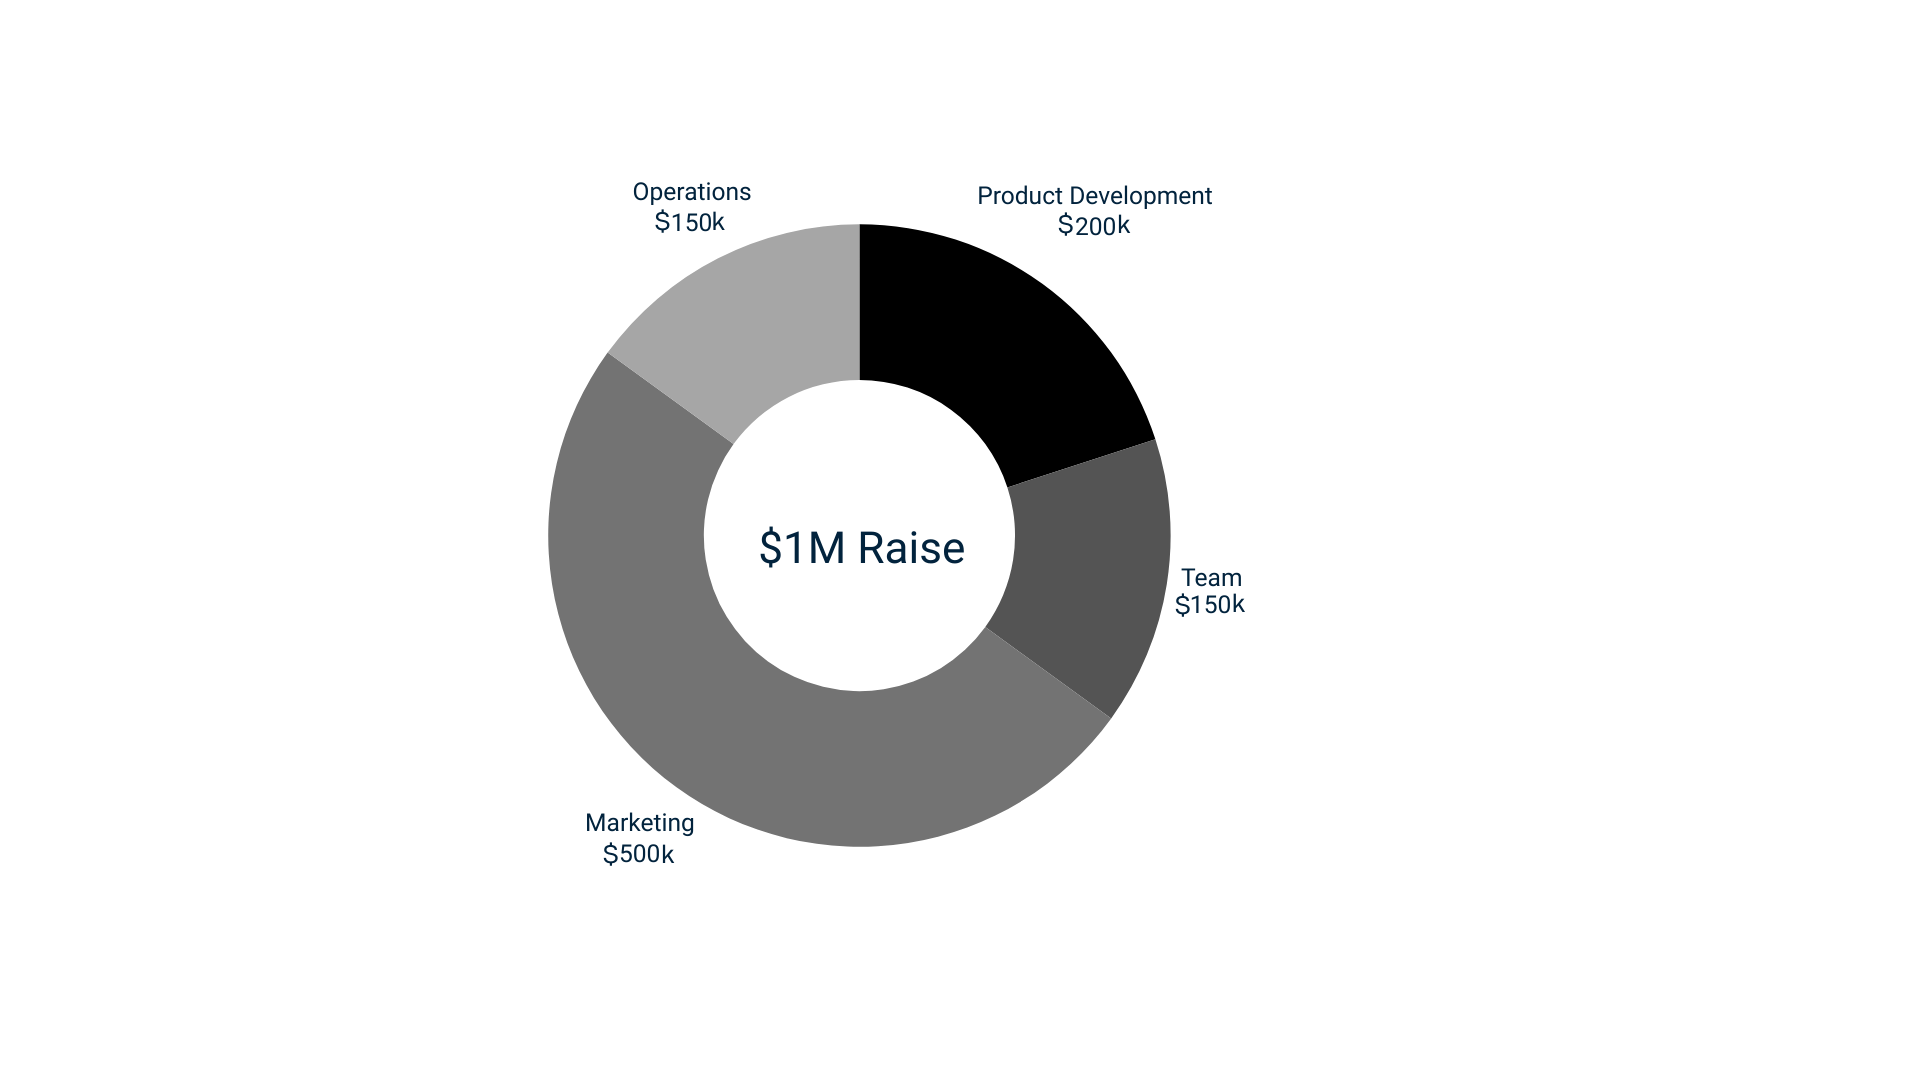 Operations
$150k
Product Development
$200k
$1M Raise
Team
$150k
Marketing
$500k